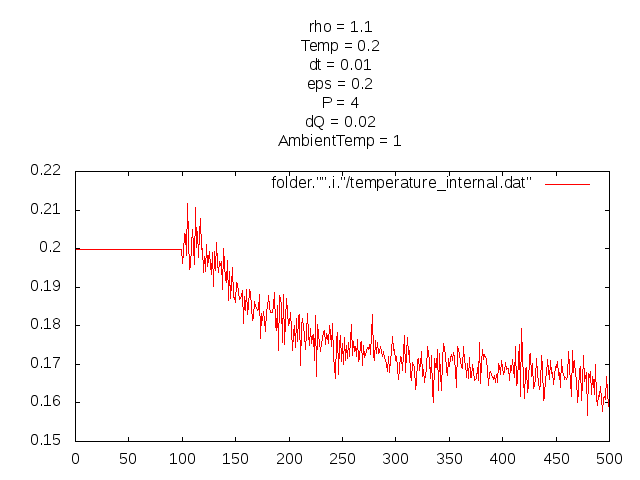 rho = 1.1
Temp = 0.2
dt = 0.01
eps = 0.2
P = 4
dQ = 0.02
AmbientTemp = 1
0.22
folder."".i."/temperature_internal.dat"
0.21
0.2
0.19
0.18
0.17
0.16
0.15
0 50 100 150 200 250 300 350 400 450 500